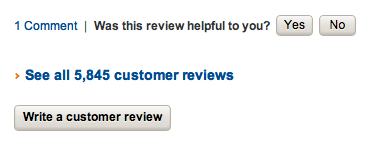 1 Comment | Was this review helpful to you? Yes No
› See all 5,845 customer reviews
Write a customer review